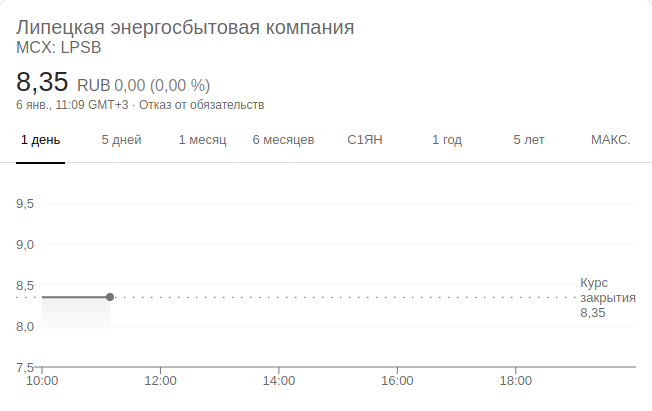 Липецкая энергосбытовая компания
MCX: LPSB
8,35 RUB 0,00 (0,00 %)
6 янв., 11:09 GMT+3 · Отказ от обязательств
1 день 5 дней 1 месяц 6 месяцев С1ЯН 1 год 5 лет МАКС.
9,5
9,0
8,5
Курс
закрытия
8,35
8,0
7,5
10:00 12:00 14:00 16:00 18:00